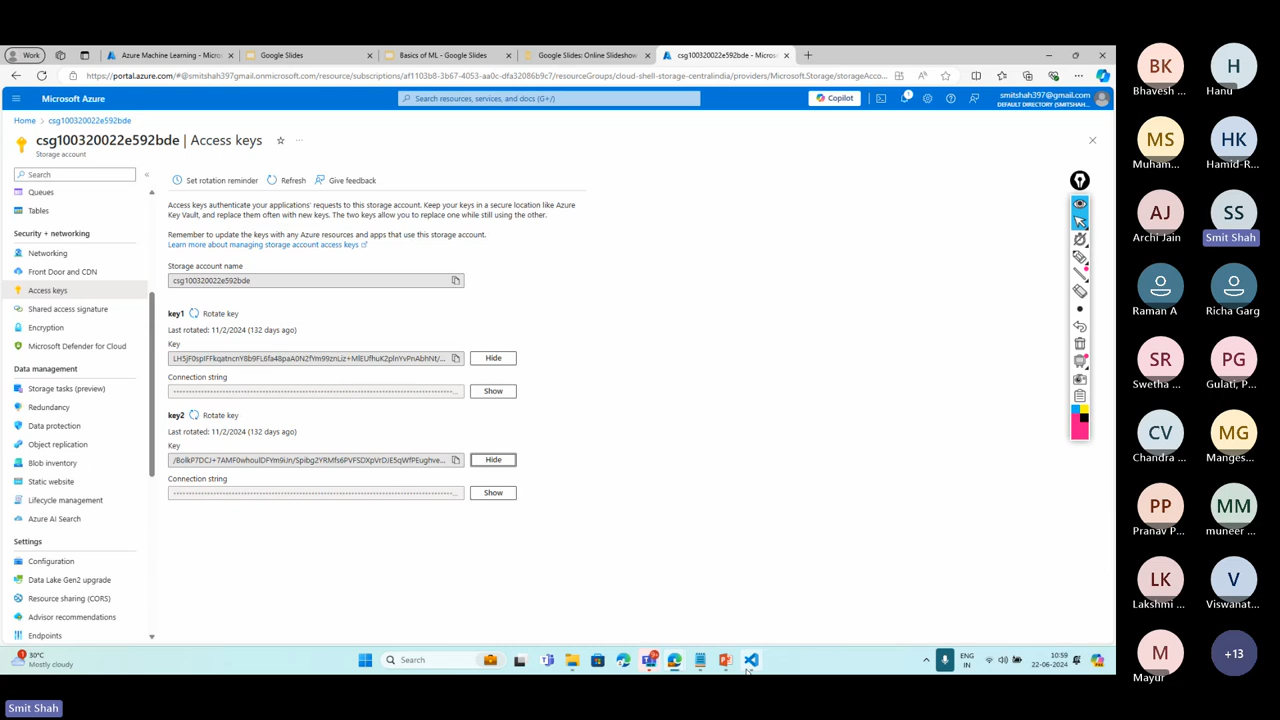 Work
Azure Machine Learning - Micro...
Google Slides
Basics of ML - Google Slides
Google Slides: Online Slideshow
csg100320022e592bde - Micros...
Microsoft Azure
Search resources, services, and docs (G+/)
Copilot
smitshah397@gmail.com
DEFAULT DIRECTORY (SMITSHAH...
Home > csg100320022e592bde
csg100320022e592bde | Access keys
Storage account
Search
Queues
Tables
Security + networking
Networking
Front Door and CDN
Access keys
Shared access signature
Encryption
Microsoft Defender for Cloud
Data management
Storage tasks (preview)
Redundancy
Data protection
Object replication
Blob inventory
Static website
Lifecycle management
Azure AI Search
Settings
Configuration
Data Lake Gen2 upgrade
Resource sharing (CORS)
Advisor recommendations
Endpoints
Set rotation reminder
Refresh
Give feedback
Access keys authenticate your applications' requests to this storage account. Keep your keys in a secure location like Azure
Key Vault, and replace them often with new keys. The two keys allow you to replace one while still using the other.
Remember to update the keys with any Azure resources and apps that use this storage account.
Learn more about managing storage account access keys
Storage account name
csg100320022e592bde
key1 Rotate key
Last rotated: 11/2/2024 (132 days ago)
Key
Hide
Connection string
Show
key2 Rotate key
Last rotated: 11/2/2024 (132 days ago)
Key
Hide
Connection string
Show
30°C
Mostly cloudy
Search
ENG
IN
10:59
22-06-2024
BK
Bhavesh ...
H
Hanu
MS
Muham...
HK
Hamid-R...
AJ
Archi Jain
SS
Smit Shah
Raman A
Richa Garg
SR
Swetha ...
PG
Gulati, P...
CV
Chandra ...
MG
Manges...
PP
Pranav P...
MM
muneer ...
LK
Lakshmi ...
V
Viswanat...
M
Mayur
+13
Smit Shah